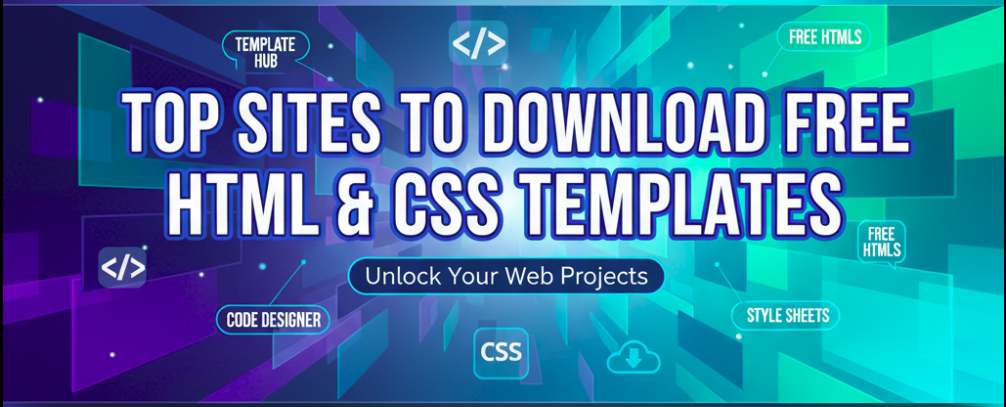 TEMPLATE
HUB
</>
FREE HTMLS
TOP SITES TO DOWNLOAD FREE
HTML & CSS TEMPLATES
FREE
HTMLS
</>
Unlock Your Web Projects
CODE DESIGNER
STYLE SHEETS
CSS